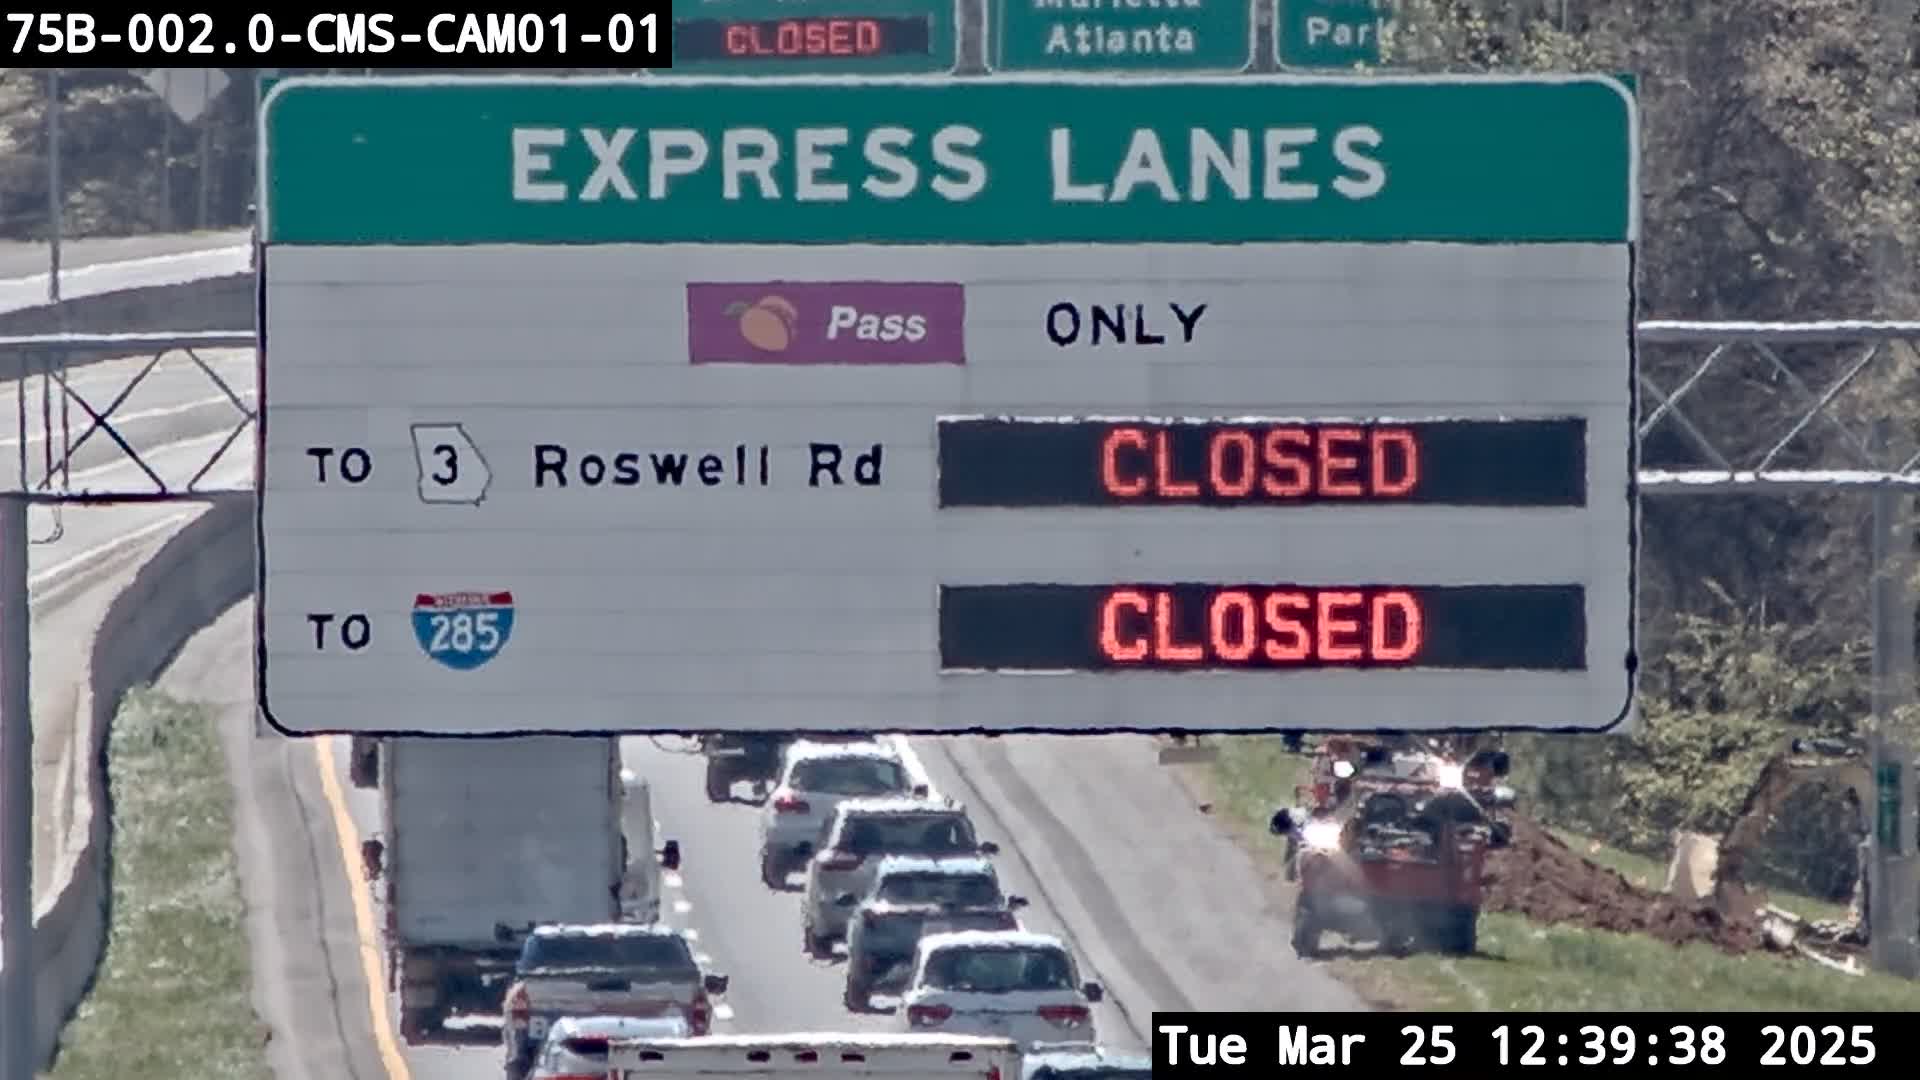 75B-002.0-CMS-CAM01-01
CLOSED
Atlanta
Park
EXPRESS LANES
Pass ONLY
TO 3 Roswell Rd CLOSED
TO 285 CLOSED
Tue Mar 25 12:39:38 2025